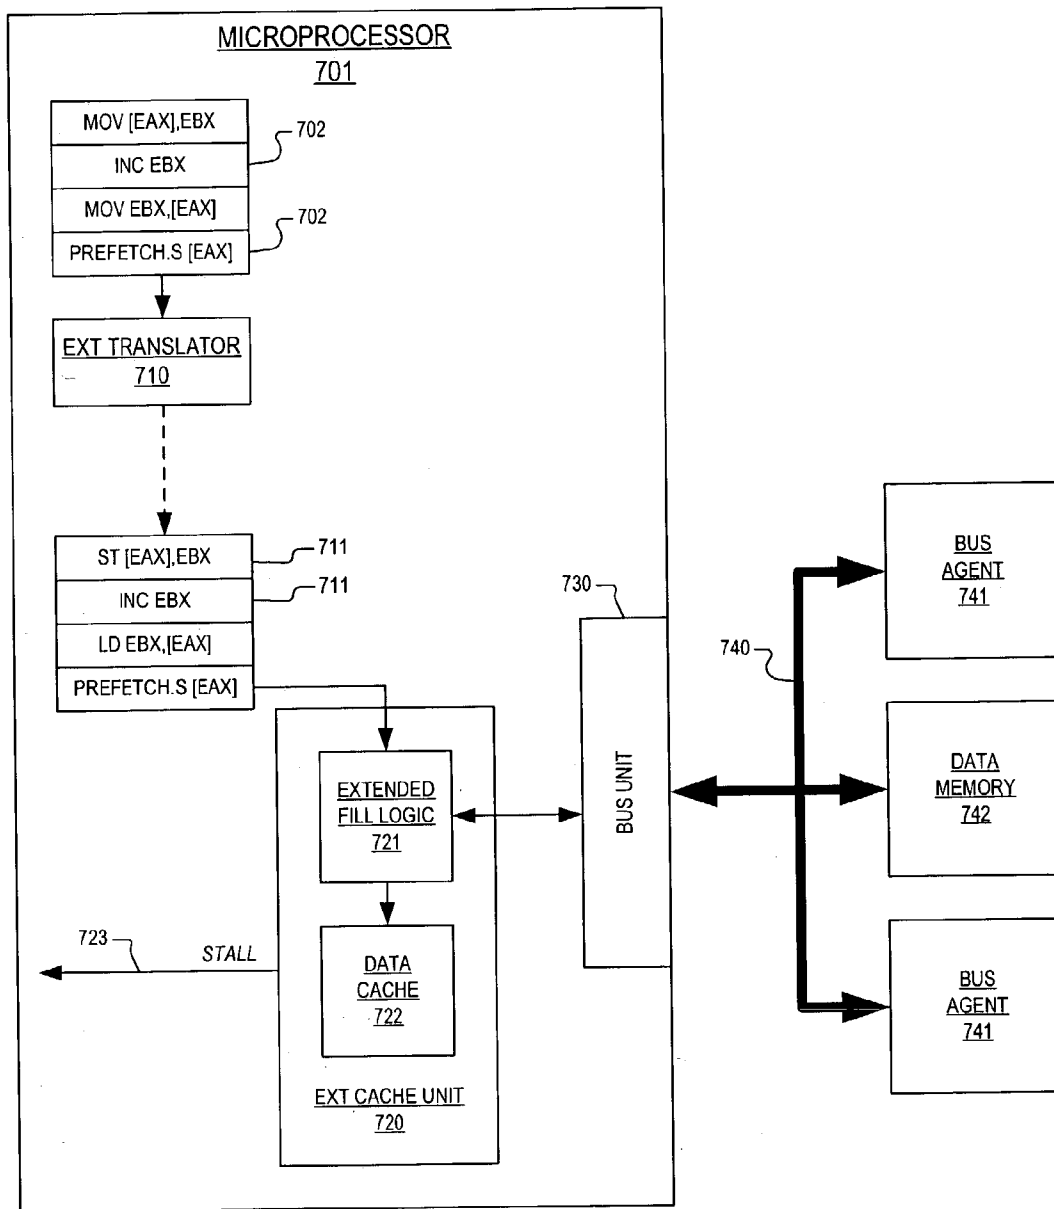 MICROPROCESSOR
701
MOV [EAX],EBX
702
INC EBX
MOV EBX,[EAX]
702
PREFETCH.S [EAX]
EXT TRANSLATOR
710
ST [EAX],EBX
711
INC EBX
711
LD EBX,[EAX]
PREFETCH.S [EAX]
EXTENDED
FILL LOGIC
721
723
STALL
DATA
CACHE
722
EXT CACHE UNIT
720
730
BUS UNIT
740
BUS
AGENT
741
DATA
MEMORY
742
BUS
AGENT
741